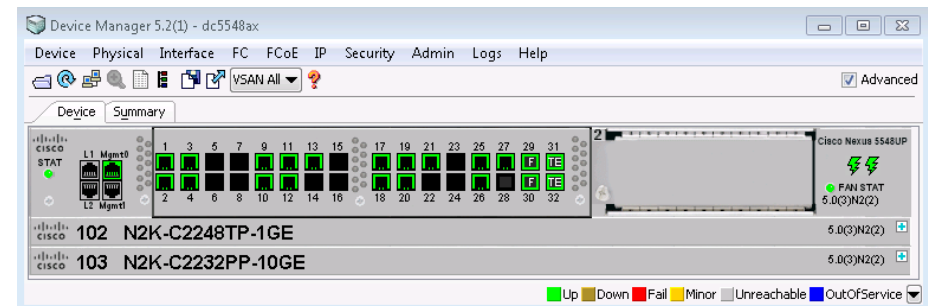 Device Manager 5.2(1) - dc5548ax
Device Physical Interface FC FCoE IP Security Admin Logs Help
VSAN All
Advanced
Device Summary
cisco
STAT
L1 Mgmt0
L2 Mgmt1
1 3 5 7 9 11 13 15 17 19 21 23 25 27 29 31
F TE
F TE
2 4 6 8 10 12 14 16 18 20 22 24 26 28 30 32
2
Cisco Nexus 5548UP
FAN STAT
5.0(3)N2(2)
cisco 102 N2K-C2248TP-1GE 5.0(3)N2(2)
cisco 103 N2K-C2232PP-10GE 5.0(3)N2(2)
Up Down Fail Minor Unreachable OutOfService